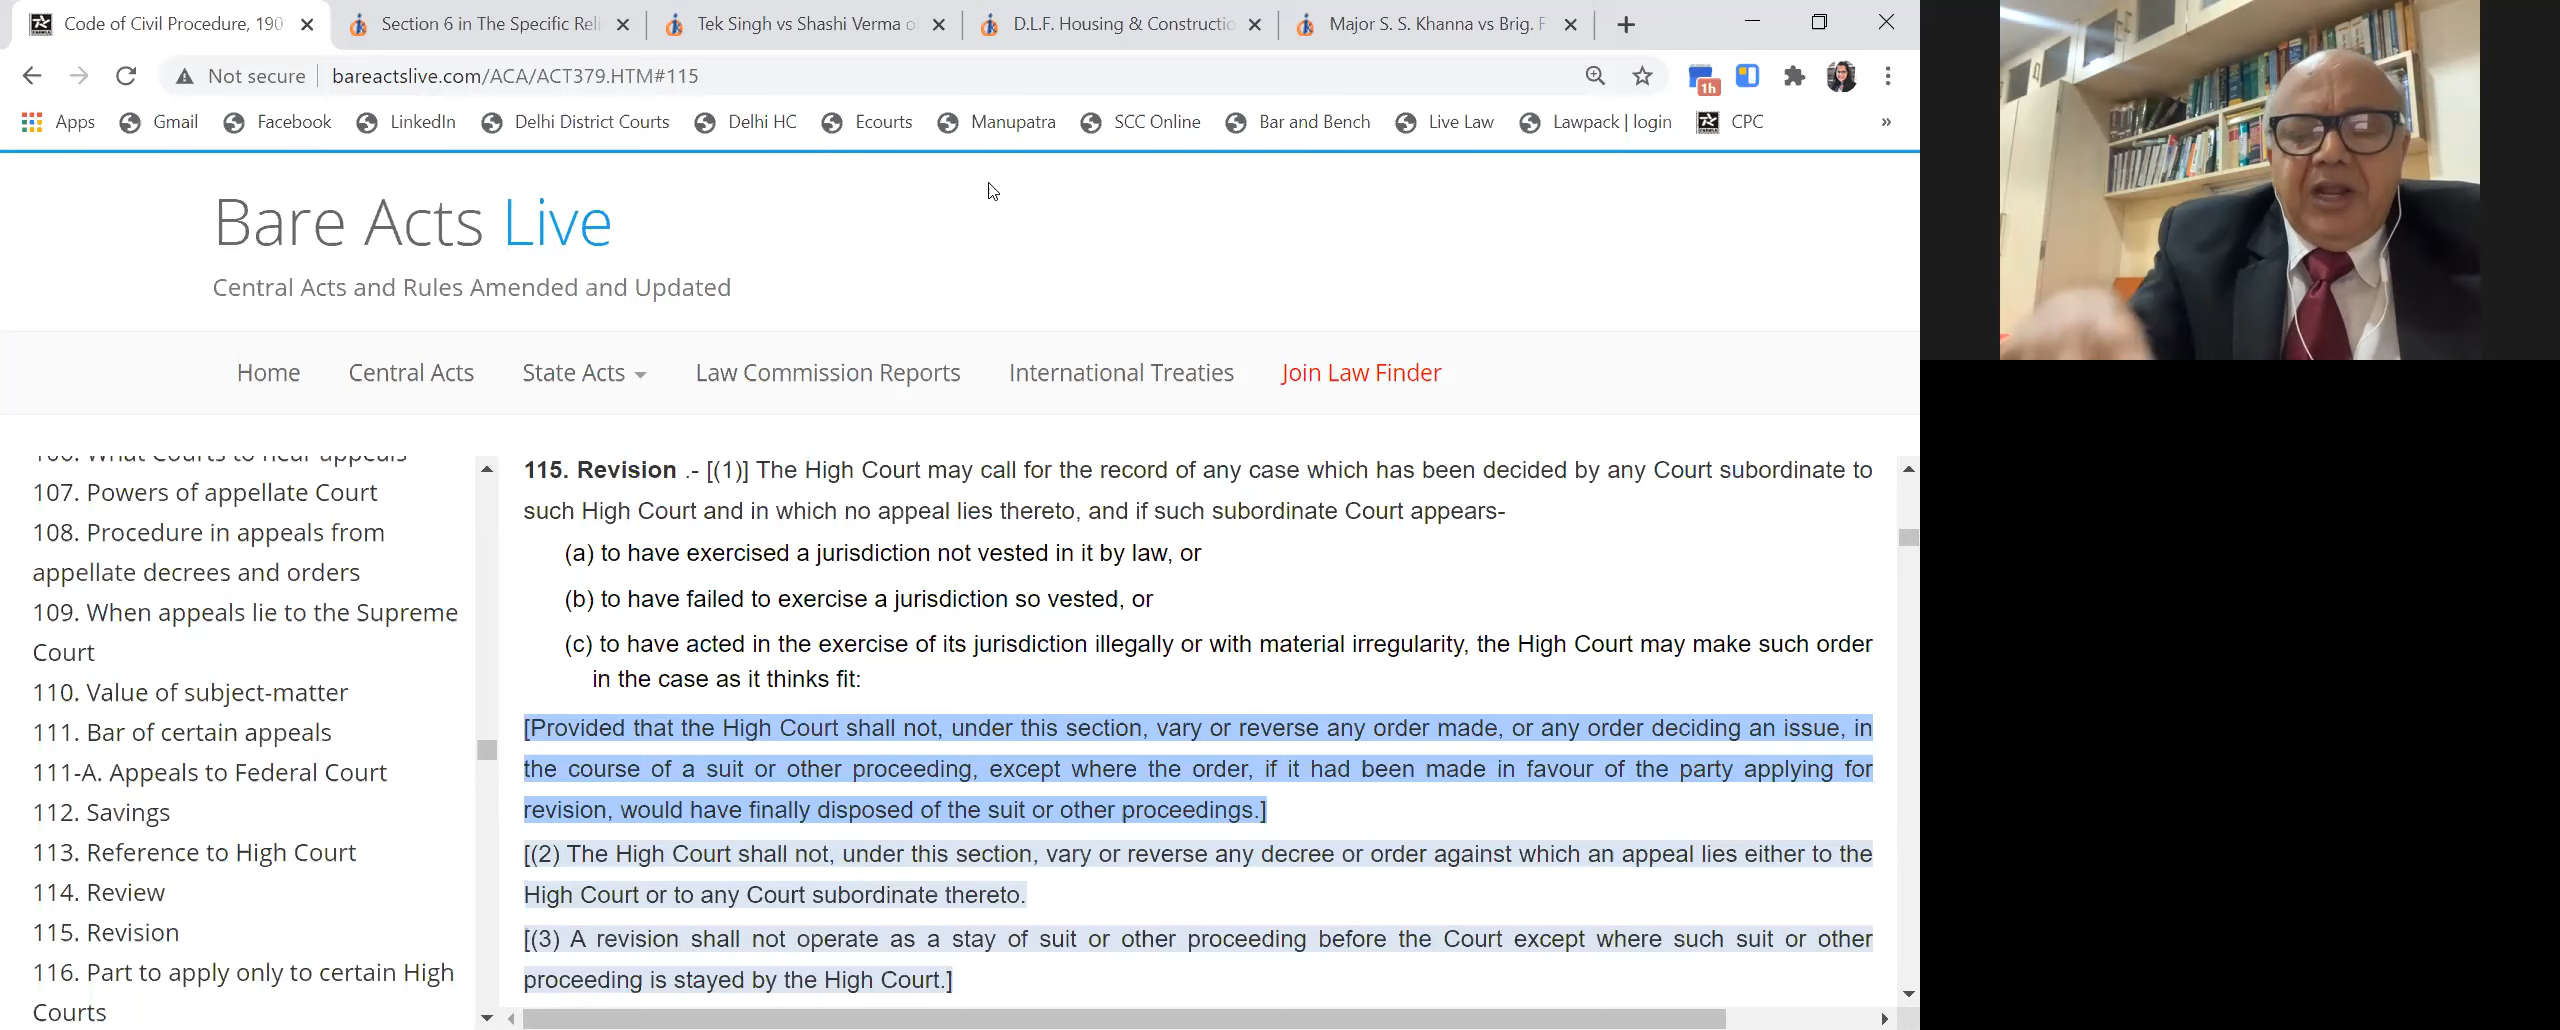 Code of Civil Procedure, 190
Section 6 in The Specific Reli
Tek Singh vs Shashi Verma o
D.L.F. Housing & Constructio
Major S. S. Khanna vs Brig. F
Not secure
bareactslive.com/ACA/ACT379.HTM#115
1h
Apps
Gmail
Facebook
LinkedIn
Delhi District Courts
Delhi HC
Ecourts
Manupatra
SCC Online
Bar and Bench
Live Law
Lawpack | login
CPC
»
Bare Acts Live
Central Acts and Rules Amended and Updated
Home
Central Acts
State Acts
Law Commission Reports
International Treaties
Join Law Finder
106. What Courts to hear appeals
107. Powers of appellate Court
108. Procedure in appeals from
appellate decrees and orders
109. When appeals lie to the Supreme
Court
110. Value of subject-matter
111. Bar of certain appeals
111-A. Appeals to Federal Court
112. Savings
113. Reference to High Court
114. Review
115. Revision
116. Part to apply only to certain High
Courts
115. Revision .- [(1)] The High Court may call for the record of any case which has been decided by any Court subordinate to
such High Court and in which no appeal lies thereto, and if such subordinate Court appears-
(a) to have exercised a jurisdiction not vested in it by law, or
(b) to have failed to exercise a jurisdiction so vested, or
(c) to have acted in the exercise of its jurisdiction illegally or with material irregularity, the High Court may make such order
in the case as it thinks fit:
[Provided that the High Court shall not, under this section, vary or reverse any order made, or any order deciding an issue, in
the course of a suit or other proceeding, except where the order, if it had been made in favour of the party applying for
revision, would have finally disposed of the suit or other proceedings.]
[(2) The High Court shall not, under this section, vary or reverse any decree or order against which an appeal lies either to the
High Court or to any Court subordinate thereto.
[(3) A revision shall not operate as a stay of suit or other proceeding before the Court except where such suit or other
proceeding is stayed by the High Court.]